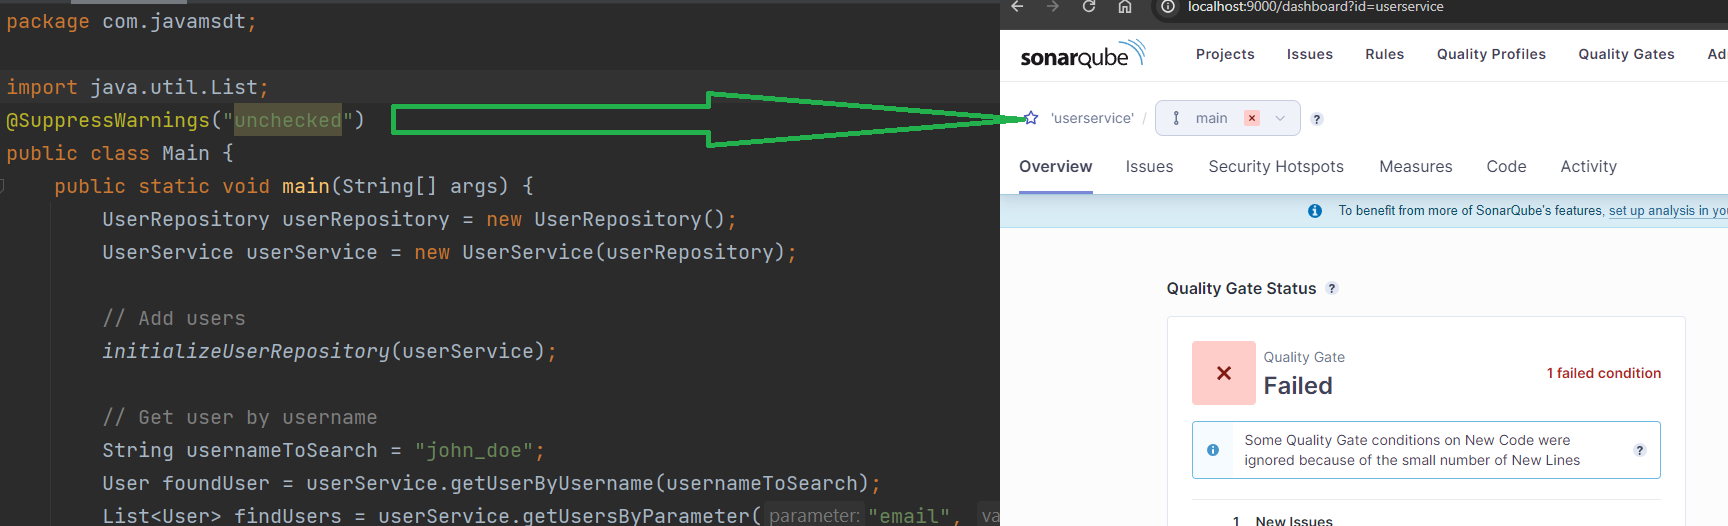 package com.javamsdt;
import java.util.List;
@SuppressWarnings("unchecked")
public class Main {
public static void main(String[] args) {
UserRepository userRepository = new UserRepository();
UserService userService = new UserService(userRepository);
// Add users
initializeUserRepository(userService);
// Get user by username
String usernameToSearch = "john_doe";
User foundUser = userService.getUserByUsername(usernameToSearch);
List<User> findUsers = userService.getUsersByParameter( parameter: "email", va
localhost:9000/dashboard?id=userservice
sonarqube Projects Issues Rules Quality Profiles Quality Gates Ad
'userservice' / main ?
Overview Issues Security Hotspots Measures Code Activity
To benefit from more of SonarQube's features, set up analysis in you
Quality Gate Status ?
Quality Gate
Failed
1 failed condition
Some Quality Gate conditions on New Code were
ignored because of the small number of New Lines
?
1 New Issues